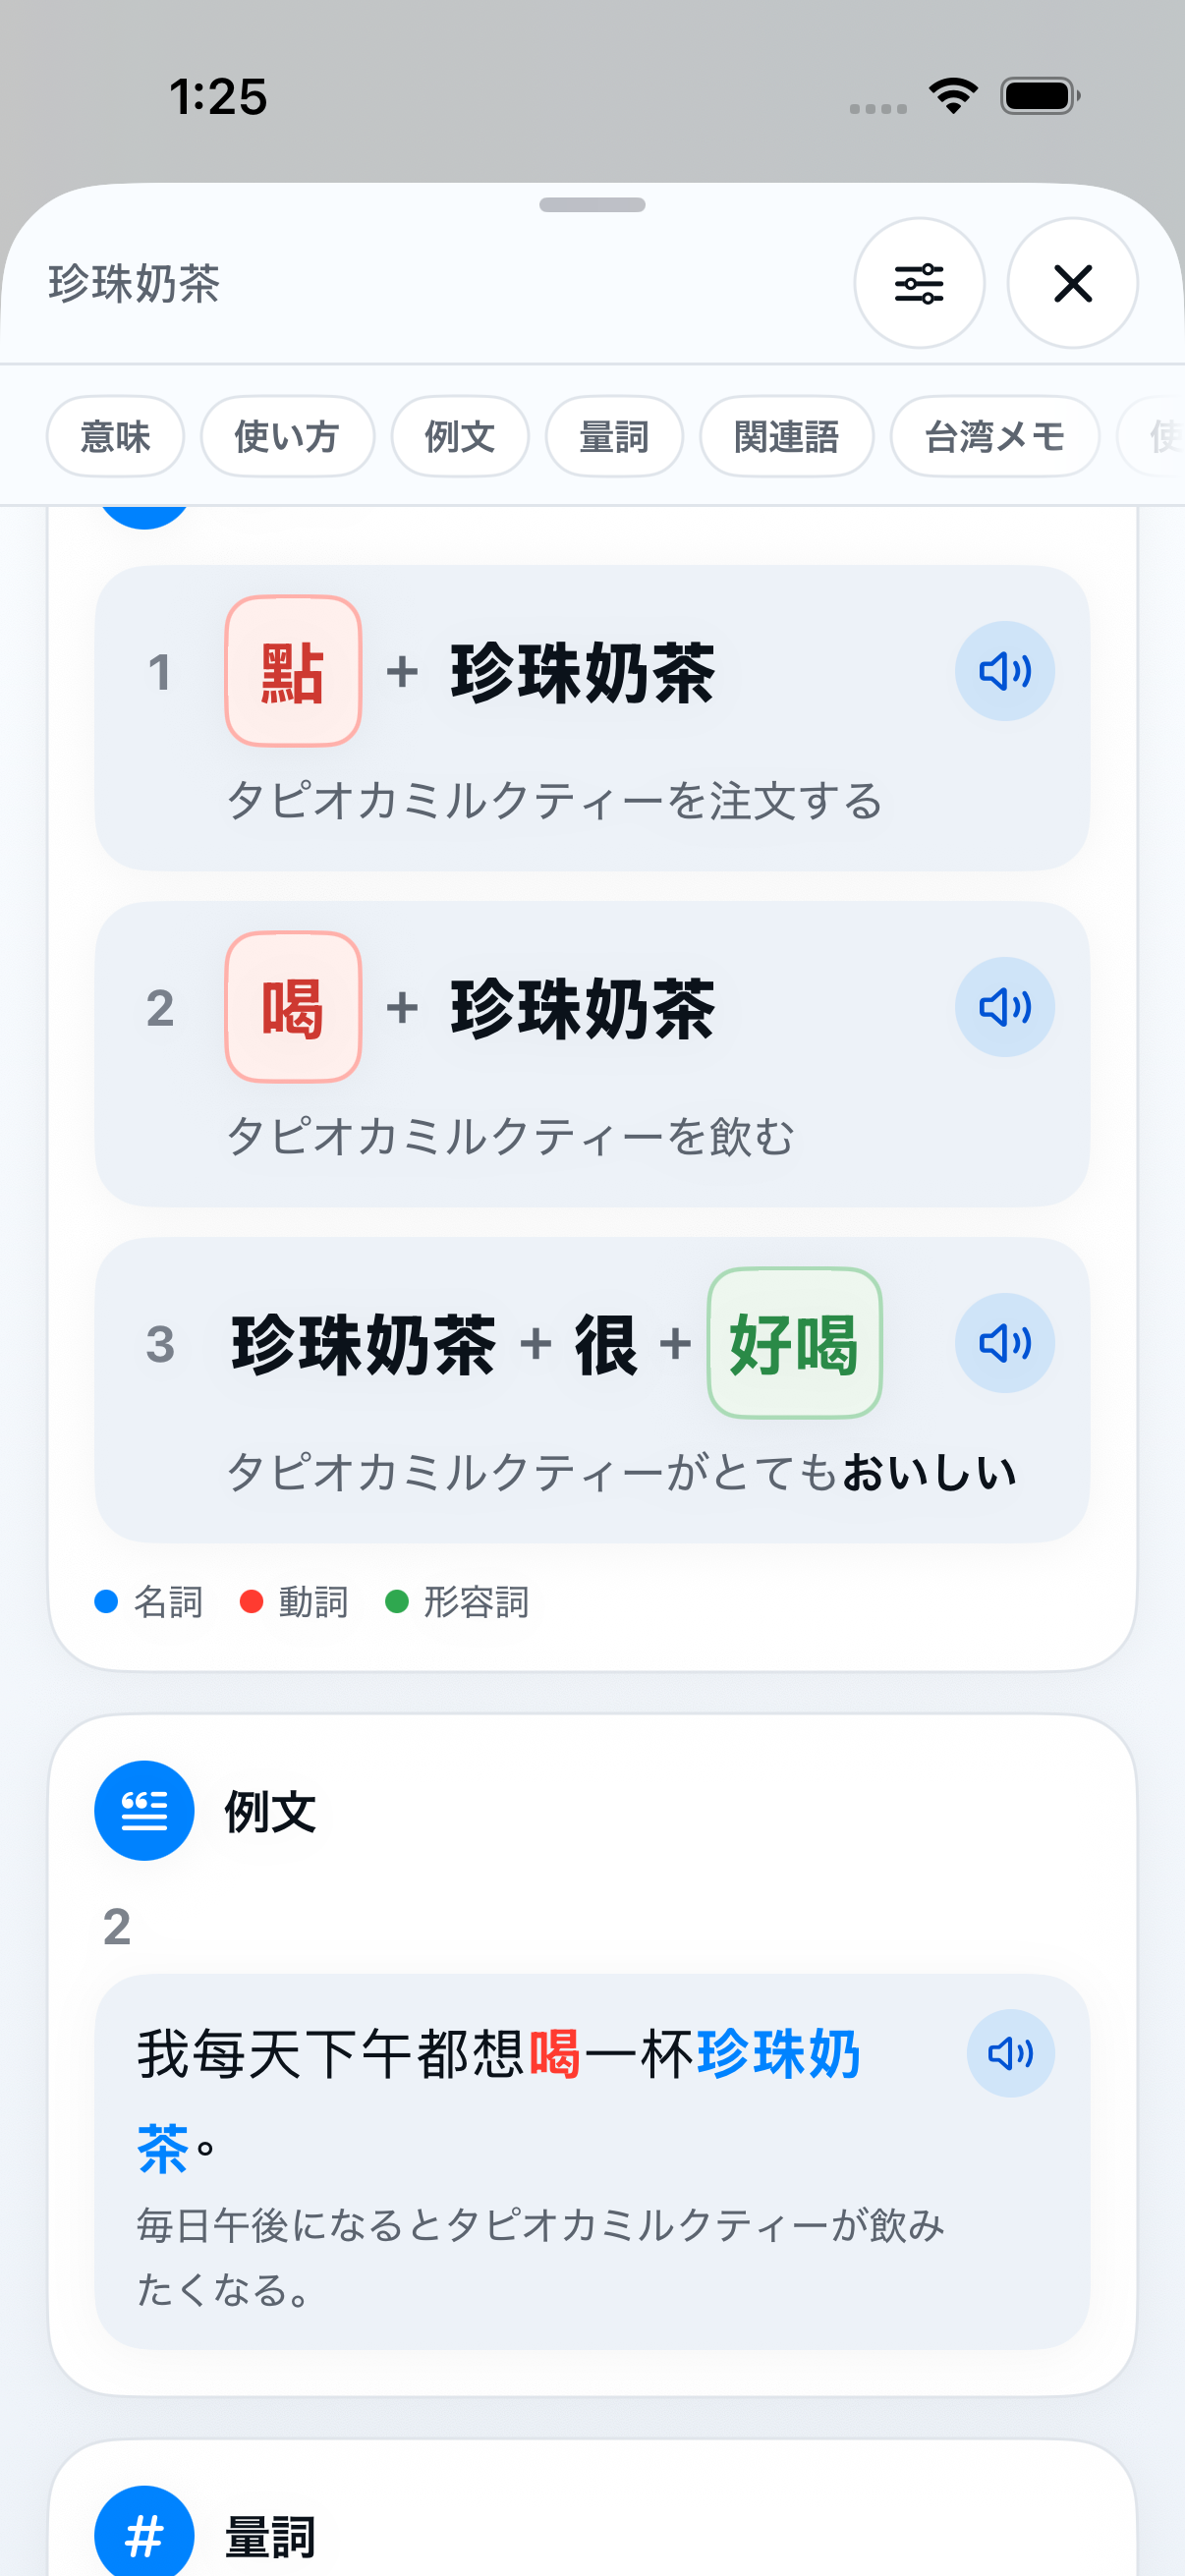 1:25
珍珠奶茶
意味 使い方 例文 量詞 関連語 台湾メモ
1 點 + 珍珠奶茶
タピオカミルクティーを注文する
2 喝 + 珍珠奶茶
タピオカミルクティーを飲む
3 珍珠奶茶 + 很 + 好喝
タピオカミルクティーがとてもおいしい
名詞 動詞 形容詞
例文
2
我每天下午都想喝一杯珍珠奶
茶。
毎日午後になるとタピオカミルクティーが飲み
たくなる。
量詞